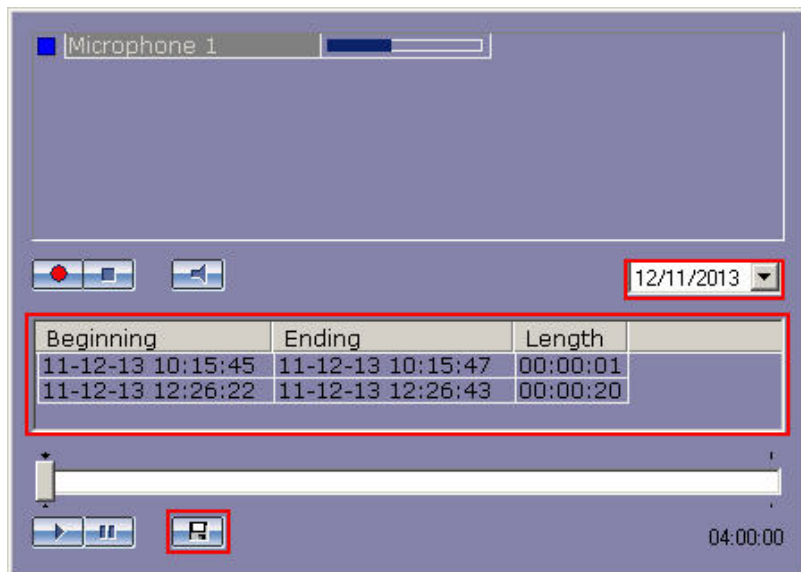 Microphone 1
12/11/2013
Beginning Ending Length
11-12-13 10:15:45 11-12-13 10:15:47 00:00:01
11-12-13 12:26:22 11-12-13 12:26:43 00:00:20
04:00:00